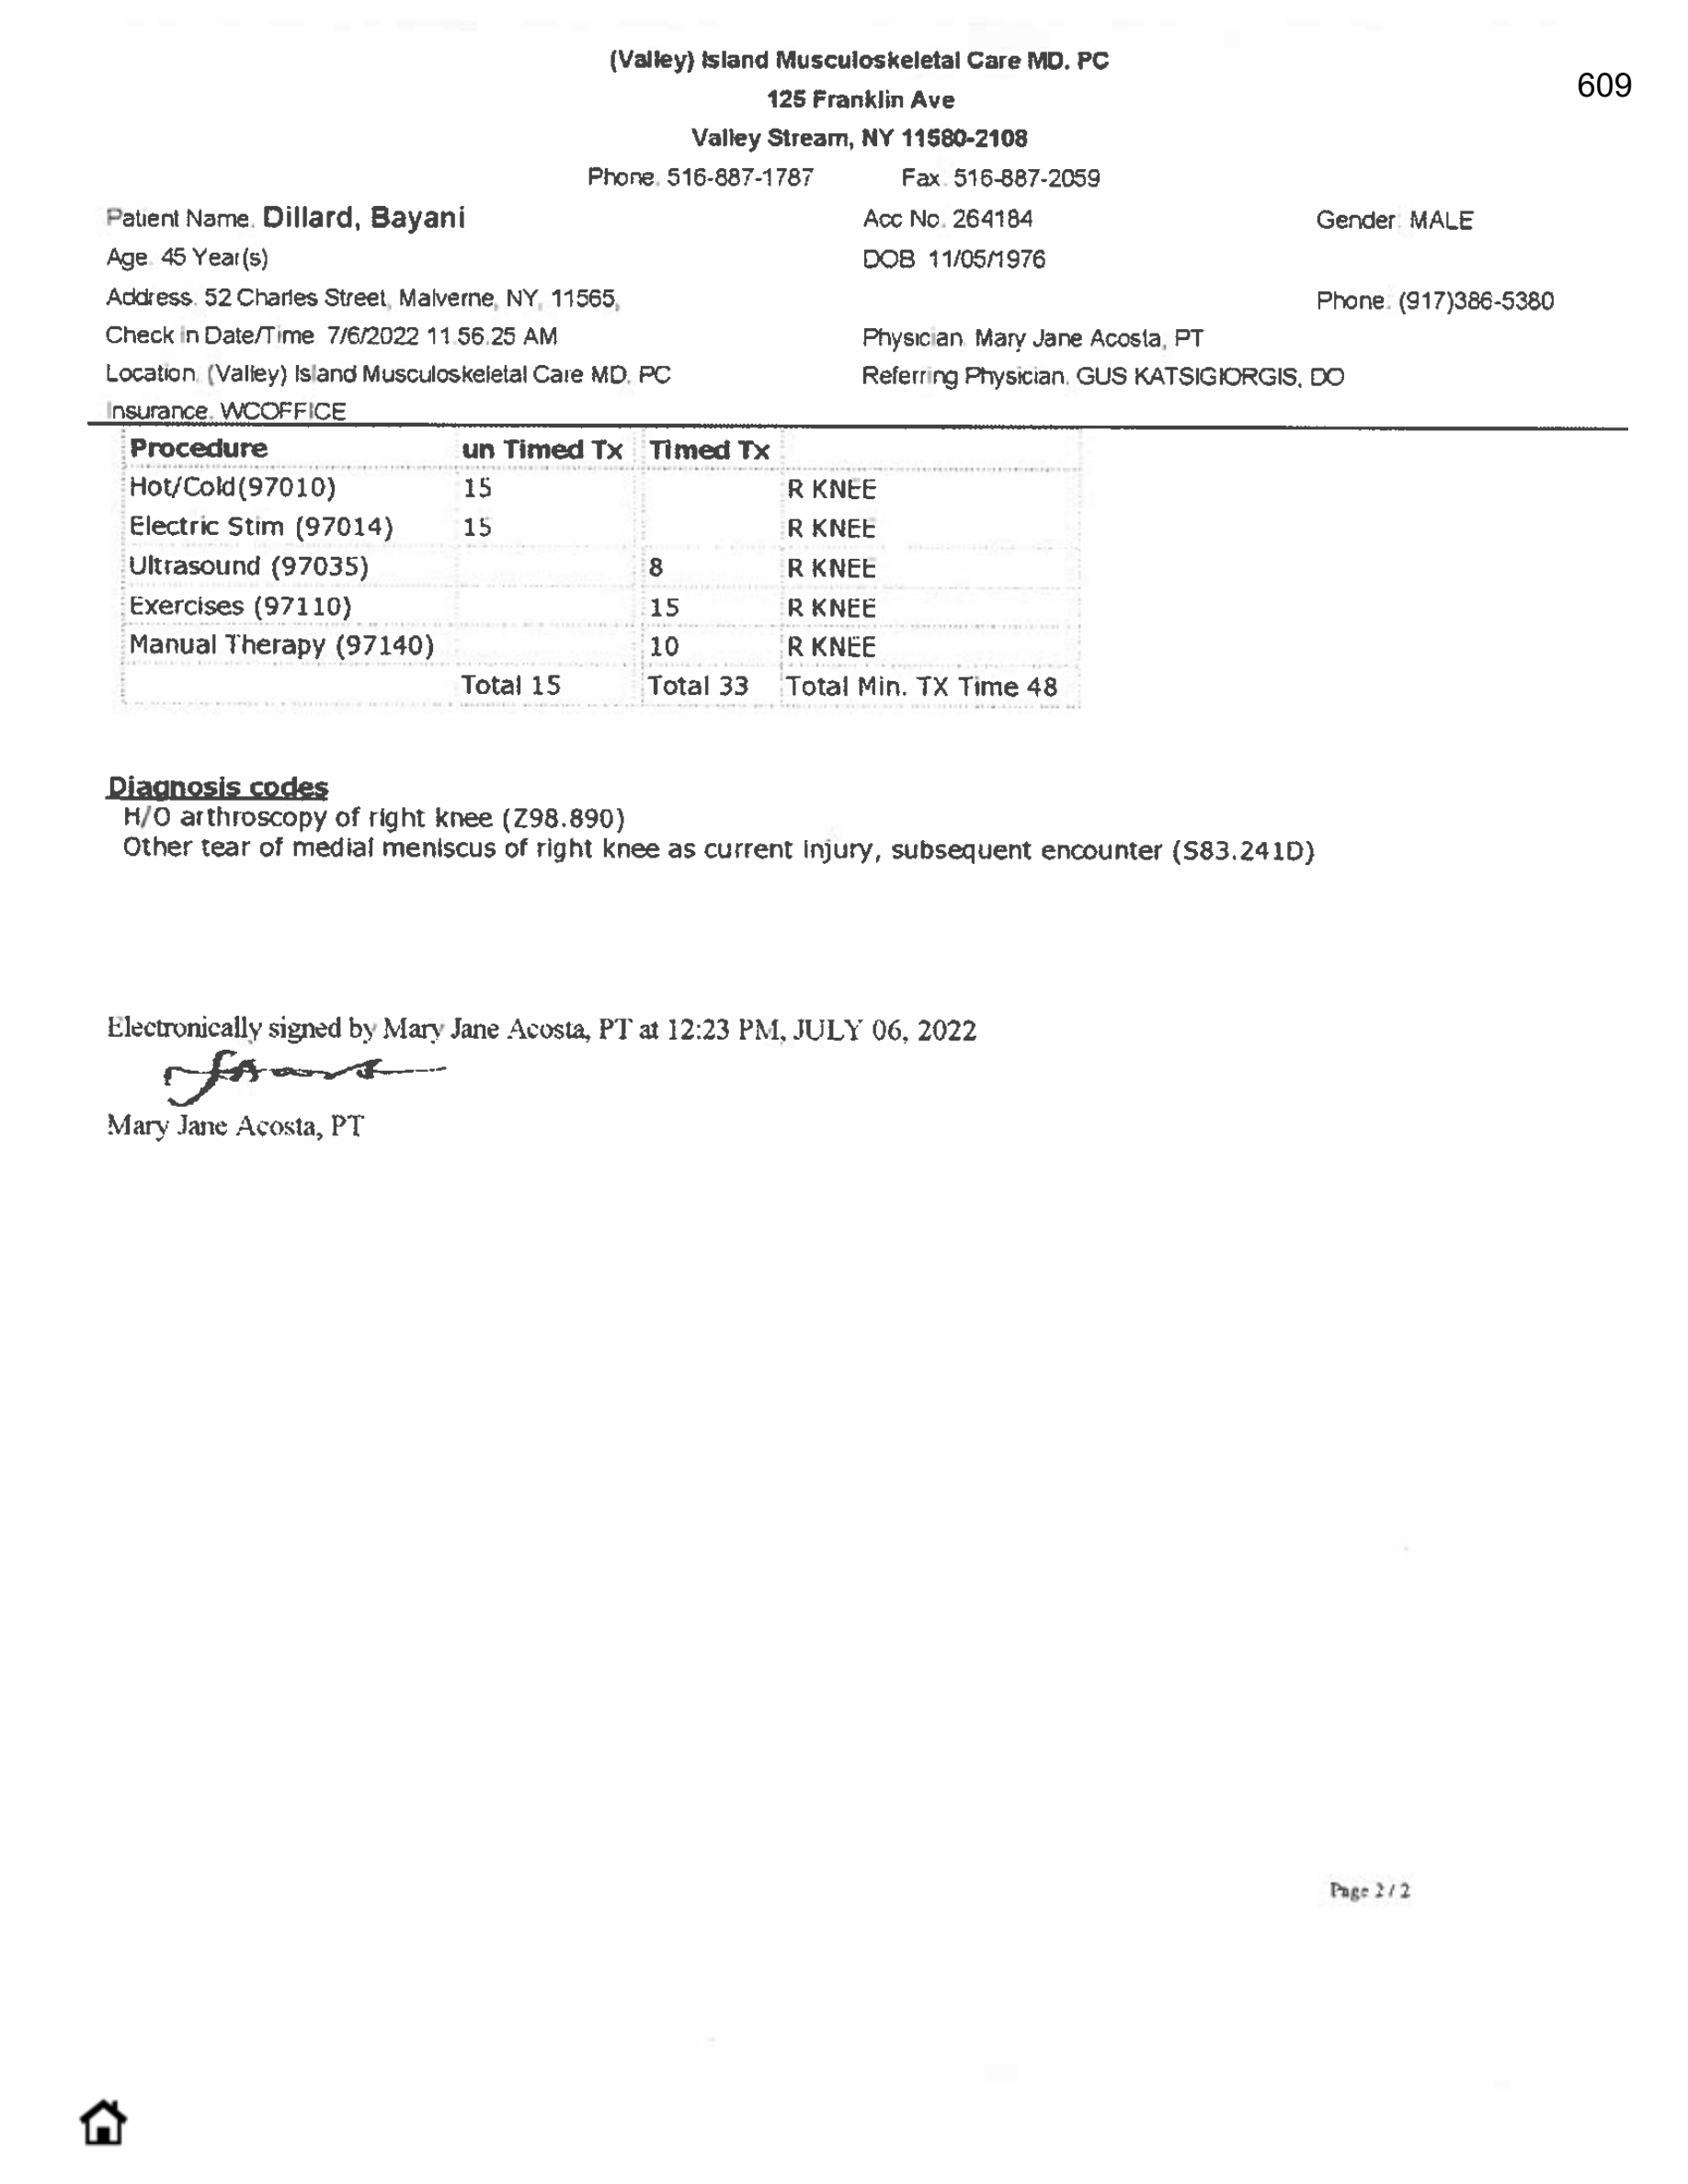 (Valley) Island Musculoskeletal Care MD. PC
609
125 Franklin Ave
Valley Stream, NY 11580-2108
Phone. 516-887-1787 Fax. 516-887-2059
Patient Name. Dillard, Bayani Acc No. 264184 Gender. MALE
Age. 45 Year(s) DOB 11/05/1976
Address. 52 Charles Street, Malverne, NY, 11565, Phone. (917)386-5380
Check in Date/Time 7/6/2022 11.56.25 AM Physician. Mary Jane Acosta, PT
Location. (Valley) Island Musculoskeletal Care MD. PC Referring Physician. GUS KATSIGIORGIS, DO
Insurance. WCOFFICE
Procedure un Timed Tx Timed Tx
Hot/Cold(97010) 15 R KNEE
Electric Stim (97014) 15 R KNEE
Ultrasound (97035) 8 R KNEE
Exercises (97110) 15 R KNEE
Manual Therapy (97140) 10 R KNEE
Total 15 Total 33 Total Min. TX Time 48
Diagnosis codes
H/O arthroscopy of right knee (Z98.890)
Other tear of medial meniscus of right knee as current injury, subsequent encounter (S83.241D)
Electronically signed by Mary Jane Acosta, PT at 12:23 PM, JULY 06, 2022
Mary Jane Acosta, PT
Page 2 / 2